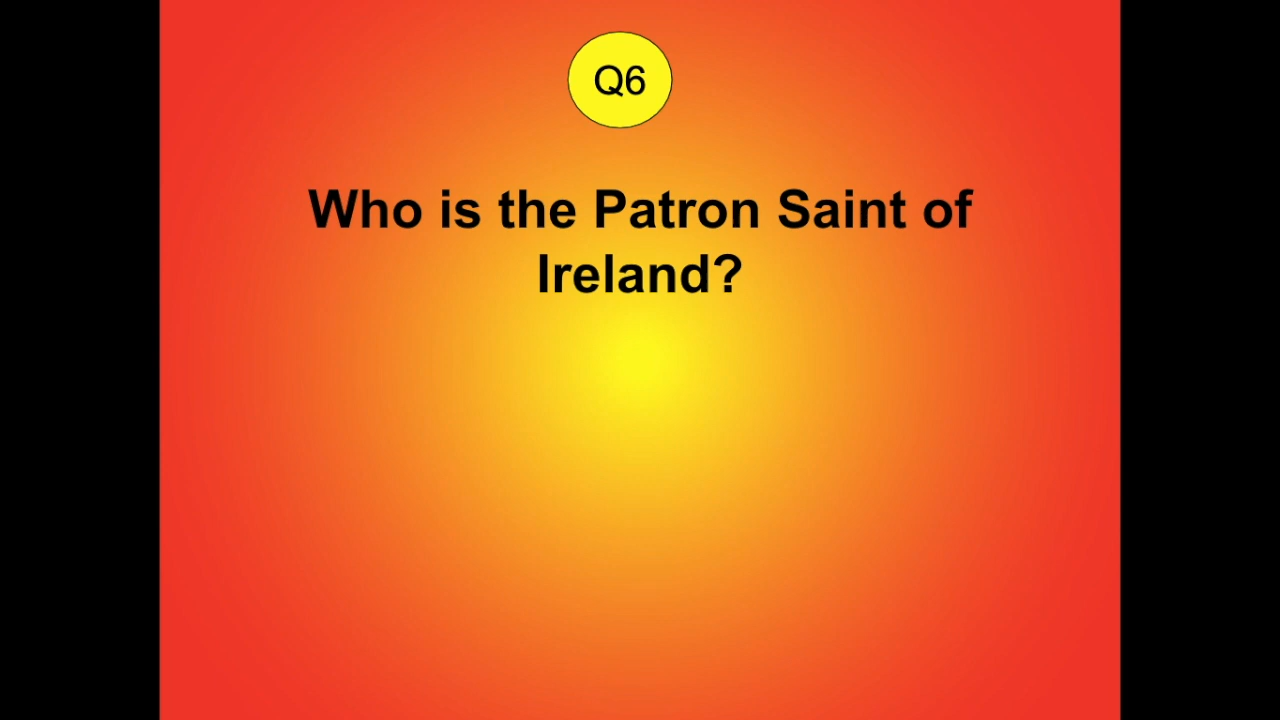 Q6
Who is the Patron Saint of
Ireland?